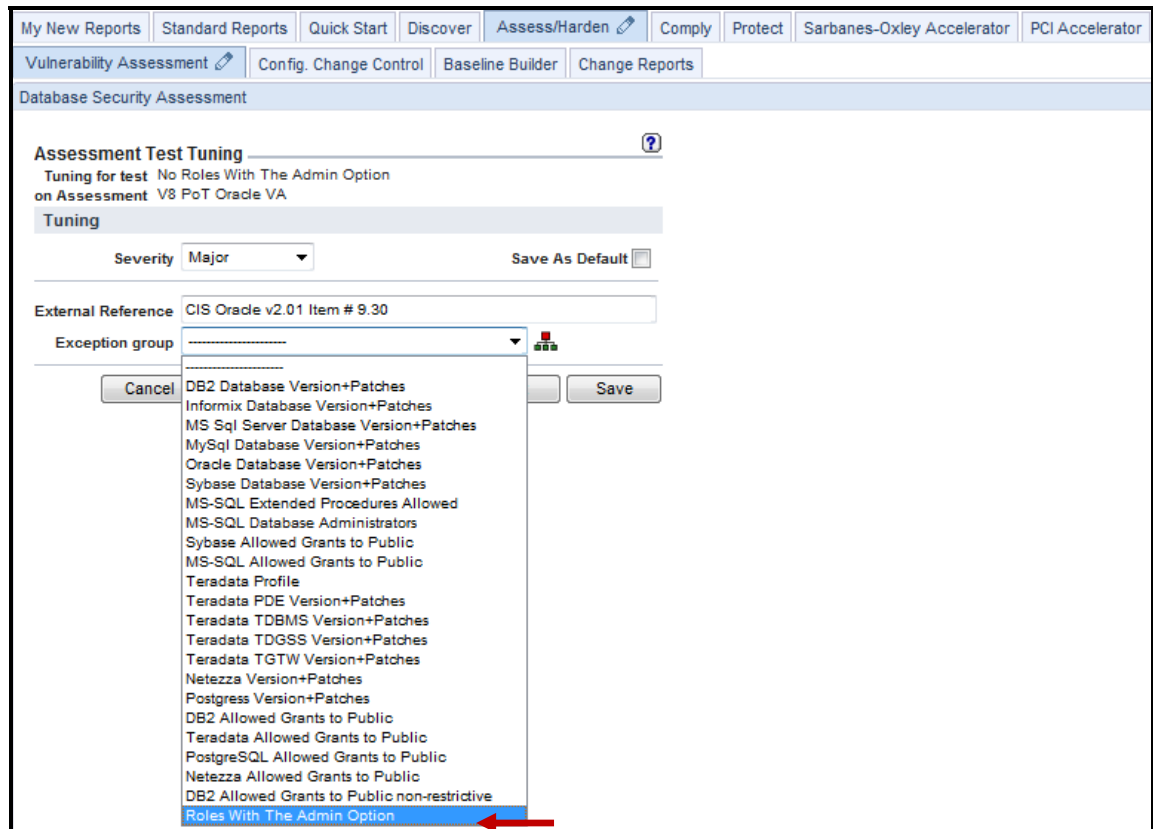 My New Reports Standard Reports Quick Start Discover Assess/Harden Comply Protect Sarbanes-Oxley Accelerator PCI Accelerator
Vulnerability Assessment Config. Change Control Baseline Builder Change Reports
Database Security Assessment
Assessment Test Tuning ?
Tuning for test No Roles With The Admin Option
on Assessment V8 PoT Oracle VA
Tuning
Severity Major Save As Default
External Reference CIS Oracle v2.01 Item # 9.30
Exception group ----------------------
----------------------
Cancel Save
DB2 Database Version+Patches
Informix Database Version+Patches
MS Sql Server Database Version+Patches
MySql Database Version+Patches
Oracle Database Version+Patches
Sybase Database Version+Patches
MS-SQL Extended Procedures Allowed
MS-SQL Database Administrators
Sybase Allowed Grants to Public
MS-SQL Allowed Grants to Public
Teradata Profile
Teradata PDE Version+Patches
Teradata TDBMS Version+Patches
Teradata TDGSS Version+Patches
Teradata TGTW Version+Patches
Netezza Version+Patches
Postgress Version+Patches
DB2 Allowed Grants to Public
Teradata Allowed Grants to Public
PostgreSQL Allowed Grants to Public
Netezza Allowed Grants to Public
DB2 Allowed Grants to Public non-restrictive
Roles With The Admin Option